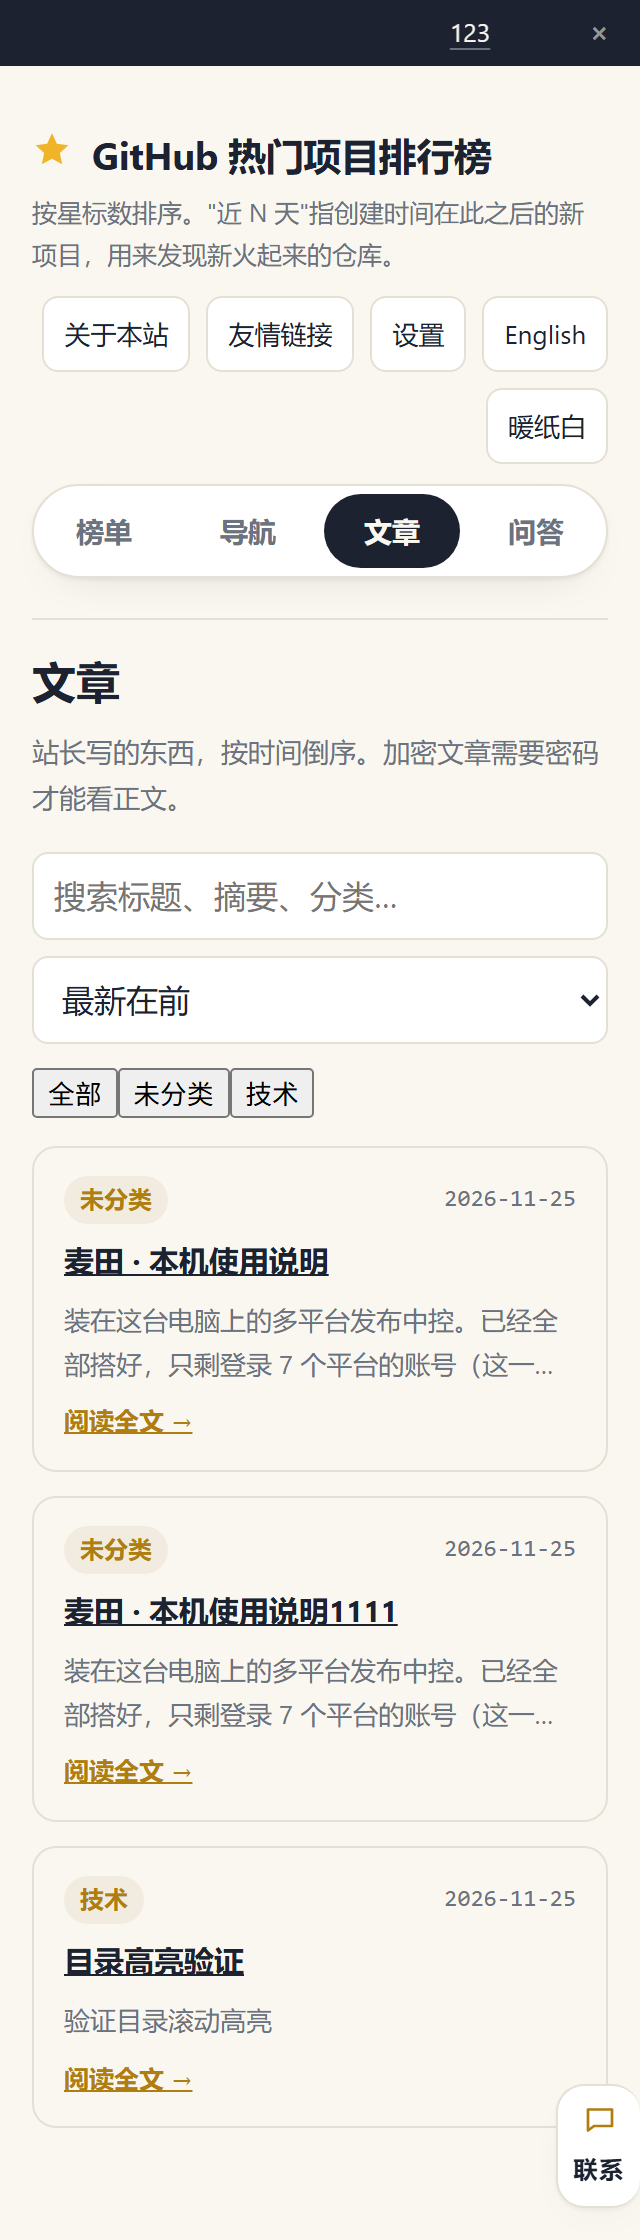 123 ×
GitHub 热门项目排行榜
按星标数排序。"近 N 天"指创建时间在此之后的新
项目，用来发现新火起来的仓库。
关于本站 友情链接 设置 English
暖纸白
榜单 导航 文章 问答
文章
站长写的东西，按时间倒序。加密文章需要密码
才能看正文。
搜索标题、摘要、分类...
最新在前
全部 未分类 技术
未分类 2026-11-25
麦田 · 本机使用说明
装在这台电脑上的多平台发布中控。已经全
部搭好，只剩登录 7 个平台的账号（这一...
阅读全文 →
未分类 2026-11-25
麦田 · 本机使用说明1111
装在这台电脑上的多平台发布中控。已经全
部搭好，只剩登录 7 个平台的账号（这一...
阅读全文 →
技术 2026-11-25
目录高亮验证
验证目录滚动高亮
阅读全文 →
联系